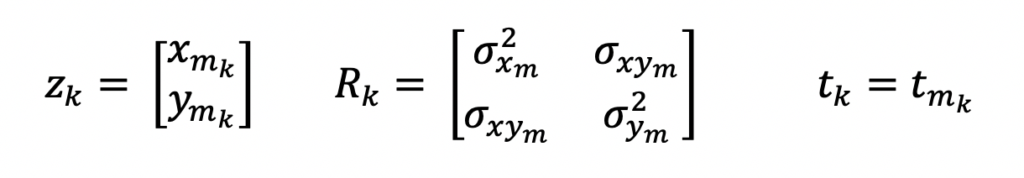 z_k = [x_{m_k} y_{m_k}] R_k = [σ²_{x_m} σ_{xy_m} σ_{xy_m} σ²_{y_m}] t_k = t_{m_k}